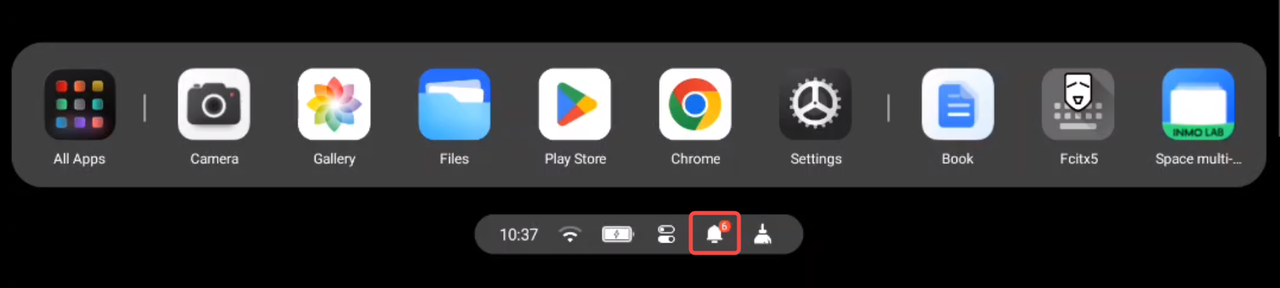 INMO LAB
All Apps
Camera
Gallery
Files
Play Store
Chrome
Settings
Book
Fcitx5
Space multi-...
10:37
6